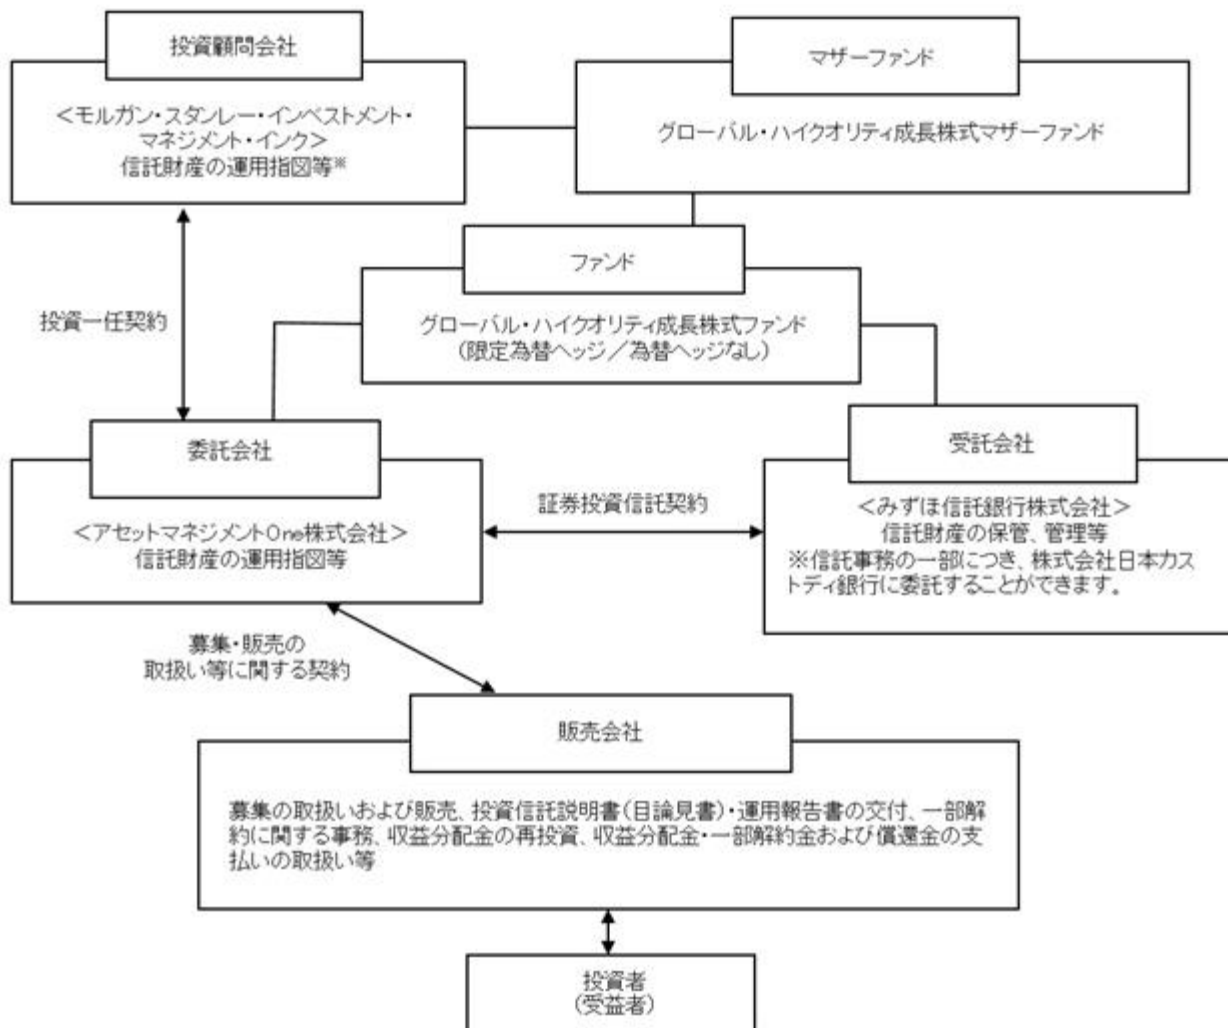 投資顧問会社
＜モルガン・スタンレー・インベストメント・
マネジメント・インク＞
信託財産の運用指図等※
マザーファンド
グローバル・ハイクオリティ成長株式マザーファンド
ファンド
グローバル・ハイクオリティ成長株式ファンド
（限定為替ヘッジ／為替ヘッジなし）
投資一任契約
委託会社
＜アセットマネジメントOne株式会社＞
信託財産の運用指図等
証券投資信託契約
受託会社
＜みずほ信託銀行株式会社＞
信託財産の保管、管理等
※信託事務の一部につき、株式会社日本カス
トディ銀行に委託することができます。
募集・販売の
取扱い等に関する契約
販売会社
募集の取扱いおよび販売、投資信託説明書（目論見書）・運用報告書の交付、一部解
約に関する事務、収益分配金の再投資、収益分配金・一部解約金および償還金の支
払いの取扱い等
投資者
（受益者）